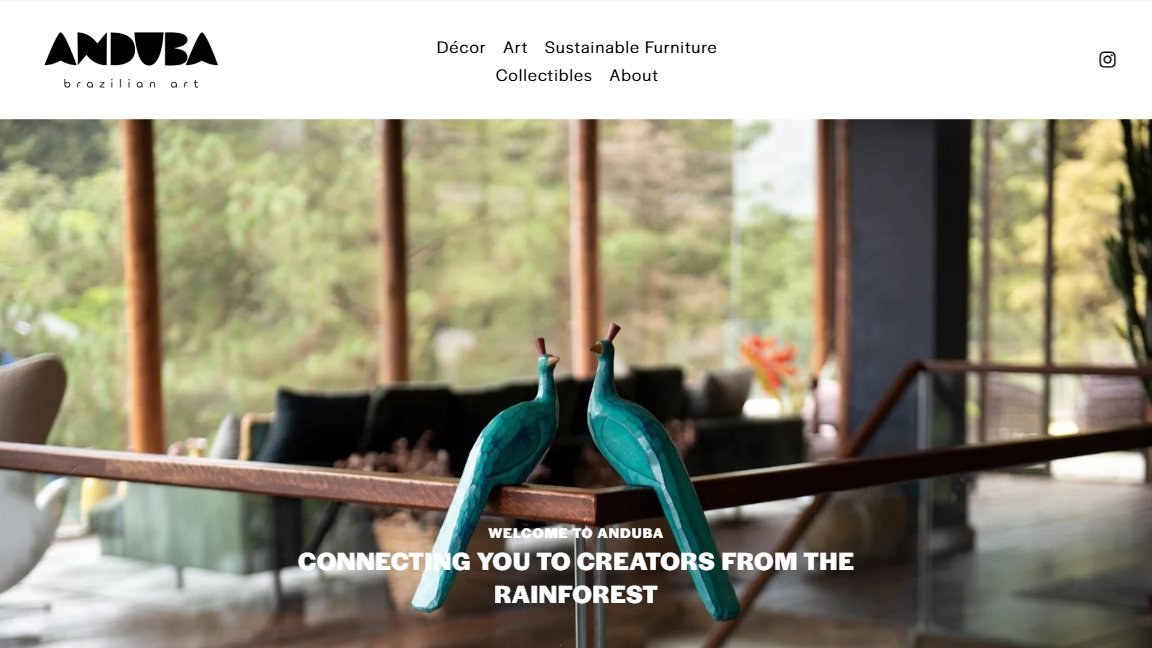 ANDUBA
brazilian art
Décor Art Sustainable Furniture
Collectibles About
WELCOME TO ANDUBA
CONNECTING YOU TO CREATORS FROM THE
RAINFOREST